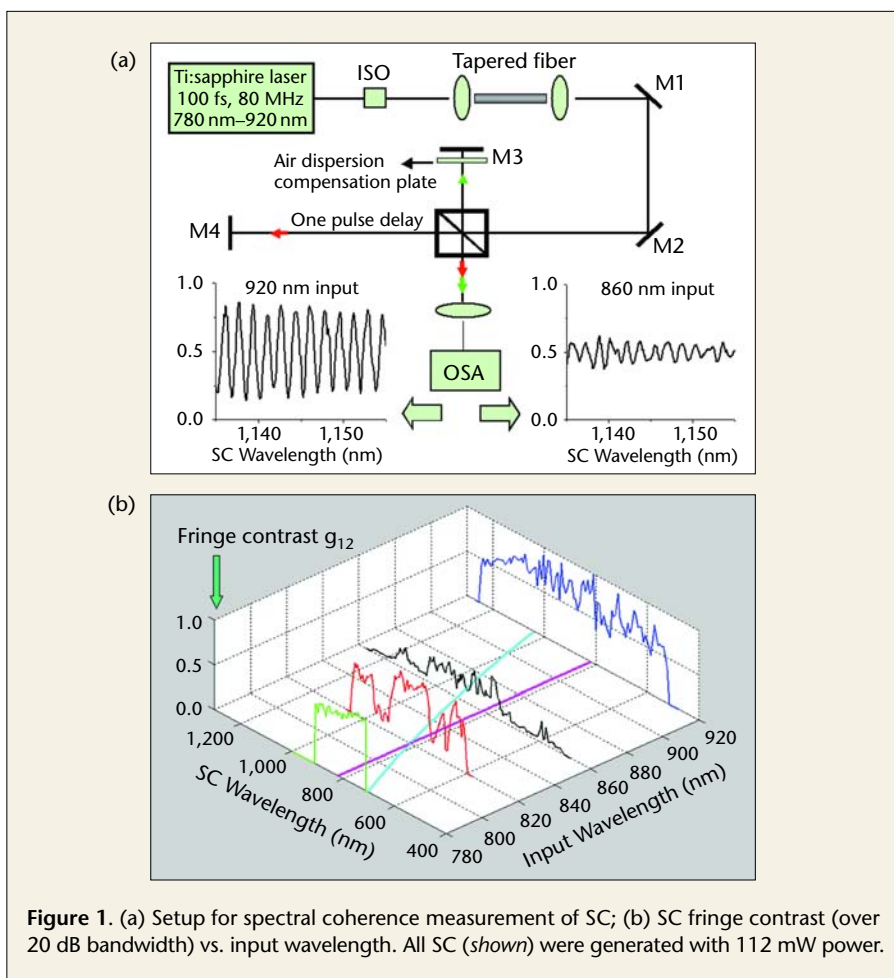 (a)
Ti:sapphire laser
100 fs, 80 MHz
780 nm–920 nm
ISO
Tapered fiber
M1
M3
Air dispersion
compensation plate
One pulse delay
M4
M2
1.0
920 nm input
0.5
0.0
1,140
1,150
SC Wavelength (nm)
OSA
1.0
860 nm input
0.5
0.0
1,140
1,150
SC Wavelength (nm)
(b)
Fringe contrast g12
1.0
0.5
0.0
1,200
1,000
800
600
400
SC Wavelength (nm)
780
800
820
840
860
880
900
920
Input Wavelength (nm)
Figure 1. (a) Setup for spectral coherence measurement of SC; (b) SC fringe contrast (over
20 dB bandwidth) vs. input wavelength. All SC (shown) were generated with 112 mW power.